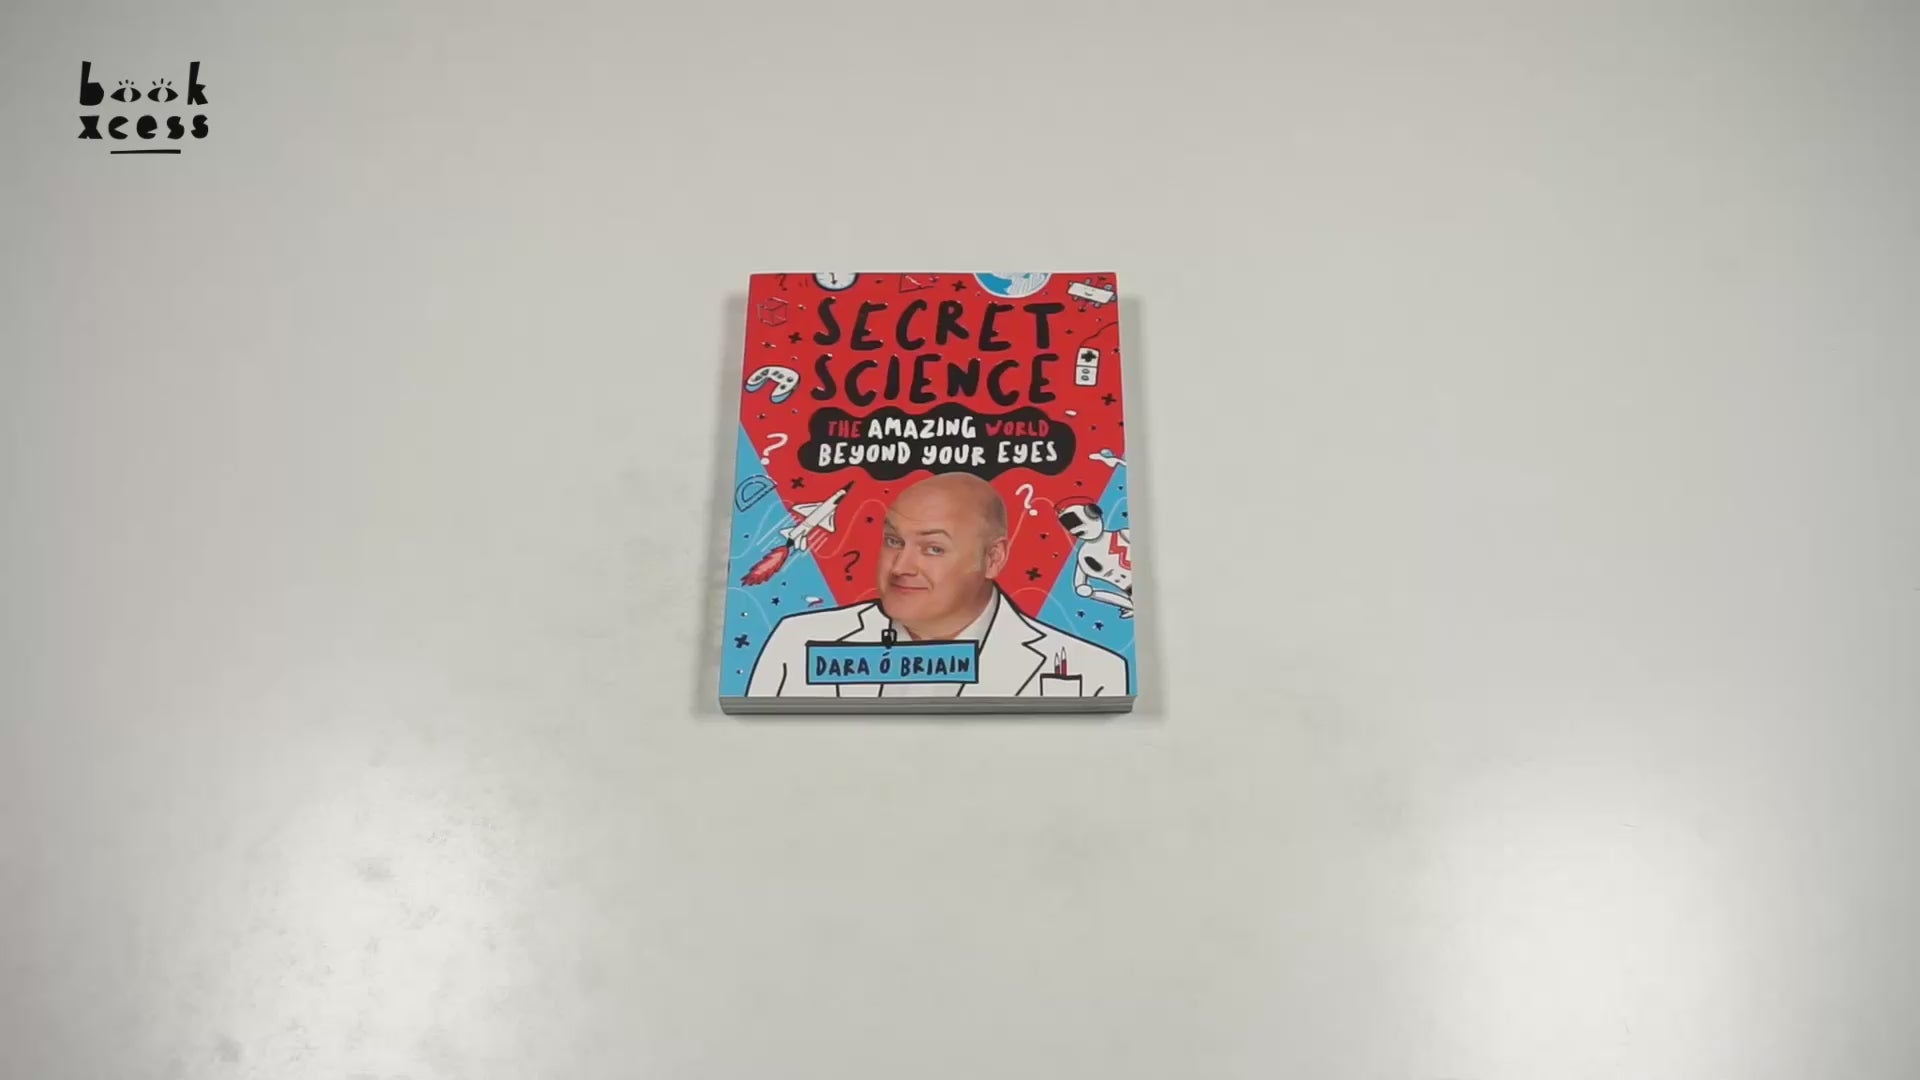 book
xcess
SECRET
SCIENCE
THE AMAZING WORLD
BEYOND YOUR EYES
DARA Ó BRIAIN